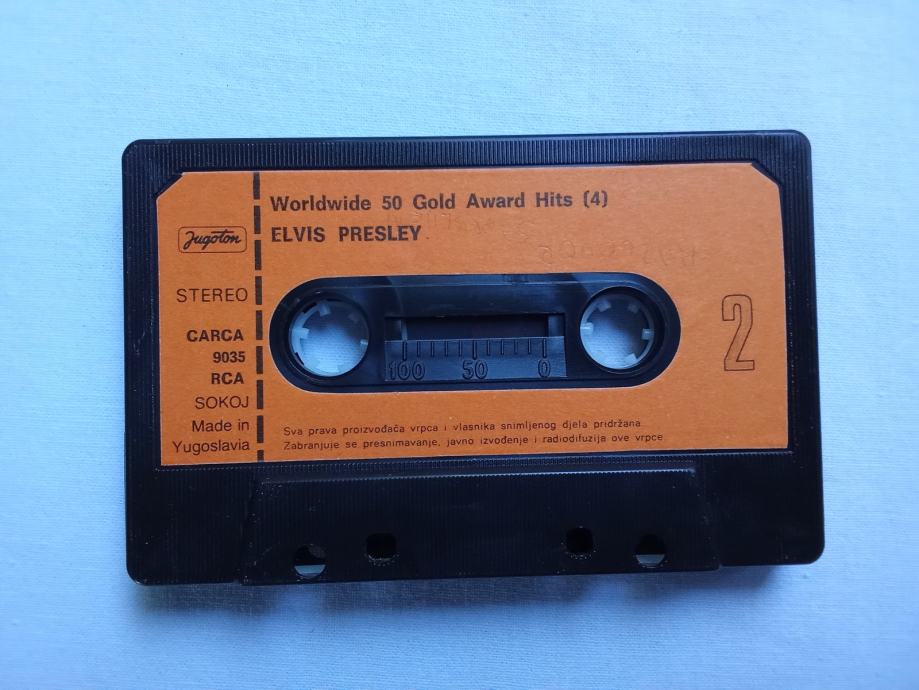 Worldwide 50 Gold Award Hits (4)
ELVIS PRESLEY
Jugoton
STEREO
CARCA
9035
RCA
SOKOJ
Made in
Yugoslavia
2
100 50 0
Sva prava proizvođača vrpca i vlasnika snimljenog djela pridržana
Zabranjuje se presnimavanje, javno izvođenje i radiodifuzija ove vrpce